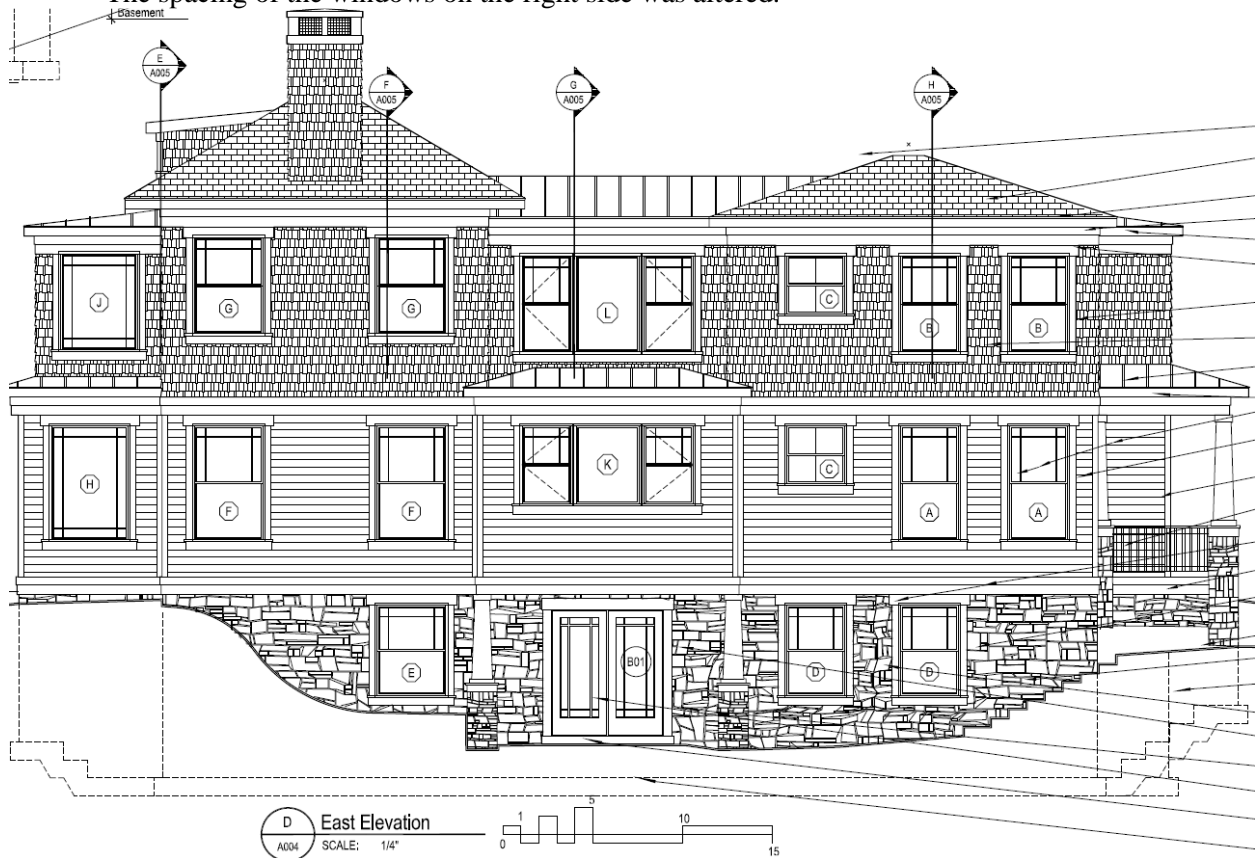 The spacing of the windows on the right side was altered.
Basement
E
A005
F
A005
G
A005
H
A005
J
G
G
L
C
B
B
H
F
F
K
C
A
A
E
B01
D
D
D
A004
East Elevation
SCALE: 1/4"
0
1
5
10
15